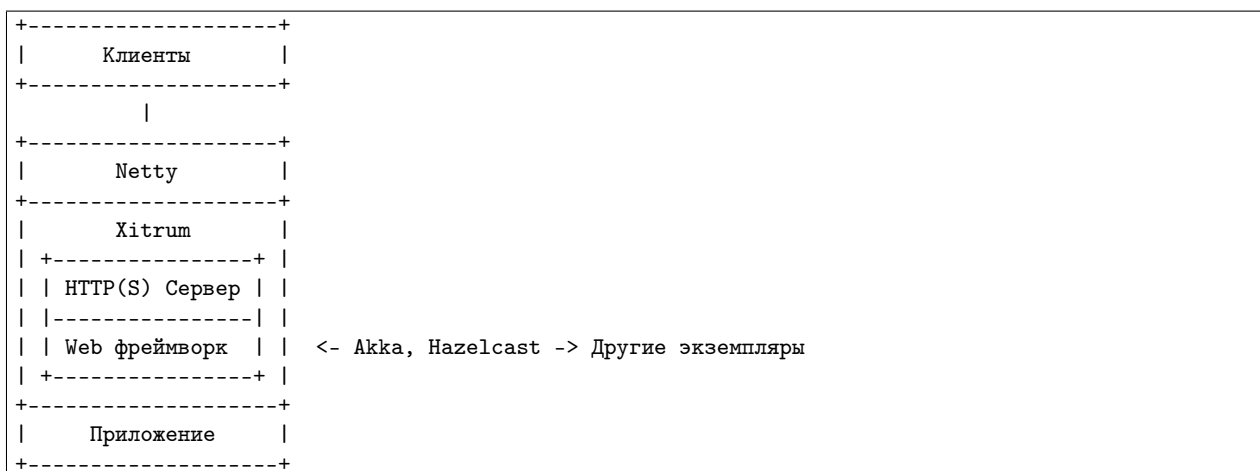 +--------------------+
|      Клиенты       |
+--------------------+
          |
+--------------------+
|       Netty        |
+--------------------+
|       Xitrum       |
| +----------------+ |
| | HTTP(S) Сервер | |
| |----------------| |
| | Web фреймворк  | |  <- Akka, Hazelcast -> Другие экземпляры
| +----------------+ |
+--------------------+
|     Приложение     |
+--------------------+